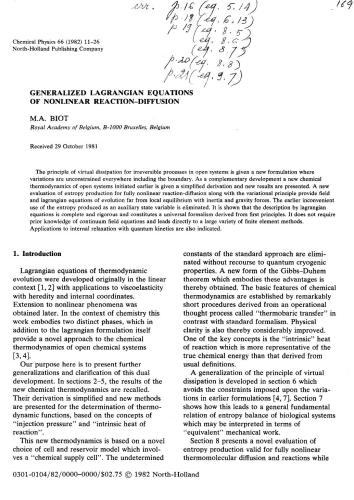 err. p.16 (eq. 5.14)
169
p 18 (eq. 6.13)
p 19 (eq. 8.5)
(eq. 8.6)
(eq. 8.7)
p.20 (eq. 8.8)
p.21 (eq. 9.7)
Chemical Physics 66 (1982) 11-26
North-Holland Publishing Company
GENERALIZED LAGRANGIAN EQUATIONS
OF NONLINEAR REACTION-DIFFUSION
M.A. BIOT
Royal Academy of Belgium, B-1000 Bruxelles, Belgium
Received 29 October 1981
The principle of virtual dissipation for irreversible processes in open systems is given a new formulation where
variations are unconstrained everywhere including the boundary. As a complementary development a new chemical
thermodynamics of open systems initiated earlier is given a simplified derivation and new results are presented. A new
evaluation of entropy production for fully nonlinear reaction-diffusion along with the variational principle provide field
and lagrangian equations of evolution far from local equilibrium with inertia and gravity forces. The earlier inconvenient
use of the entropy produced as an auxiliary state variable is eliminated. It is shown that the description by lagrangian
equations is complete and rigorous and constitutes a universal formalism derived from first principles. It does not require
prior knowledge of continuum field equations and leads directly to a large variety of finite element methods.
Applications to internal relaxation with quantum kinetics are also indicated.
1. Introduction
Lagrangian equations of thermodynamic
evolution were developed originally in the linear
context [1, 2] with applications to viscoelasticity
with heredity and internal coordinates.
Extension to nonlinear phenomena was
obtained later. In the context of chemistry this
work embodies two distinct phases, which in
addition to the lagrangian formulation itself
provide a novel approach to the chemical
thermodynamics of open chemical systems
[3, 4].
Our purpose here is to present further
generalizations and clarification of this dual
development. In sections 2–5, the results of the
new chemical thermodynamics are recalled.
Their derivation is simplified and new methods
are presented for the determination of thermo-
dynamic functions, based on the concepts of
"injection pressure" and "intrinsic heat of
reaction".
This new thermodynamics is based on a novel
choice of cell and reservoir model which invol-
ves a "chemical supply cell". The undetermined
constants of the standard approach are elimi-
nated without recourse to quantum cryogenic
properties. A new form of the Gibbs–Duhem
theorem which embodies these advantages is
thereby obtained. The basic features of chemical
thermodynamics are established by remarkably
short procedures derived from an operational
thought process called "thermobaric transfer" in
contrast with standard formalism. Physical
clarity is also thereby considerably improved.
One of the key concepts is the "intrinsic" heat
of reaction which is more representative of the
true chemical energy than that derived from
usual definitions.
A generalization of the principle of virtual
dissipation is developed in section 6 which
avoids the constraints imposed upon the varia-
tions in earlier formulations [4, 7]. Section 7
shows how this leads to a general fundamental
relation of entropy balance of biological systems
which may be interpreted in terms of
"equivalent" mechanical work.
Section 8 presents a novel evaluation of
entropy production valid for fully nonlinear
thermomolecular diffusion and reactions while
0301-0104/82/0000-0000/$02.75 © 1982 North-Holland